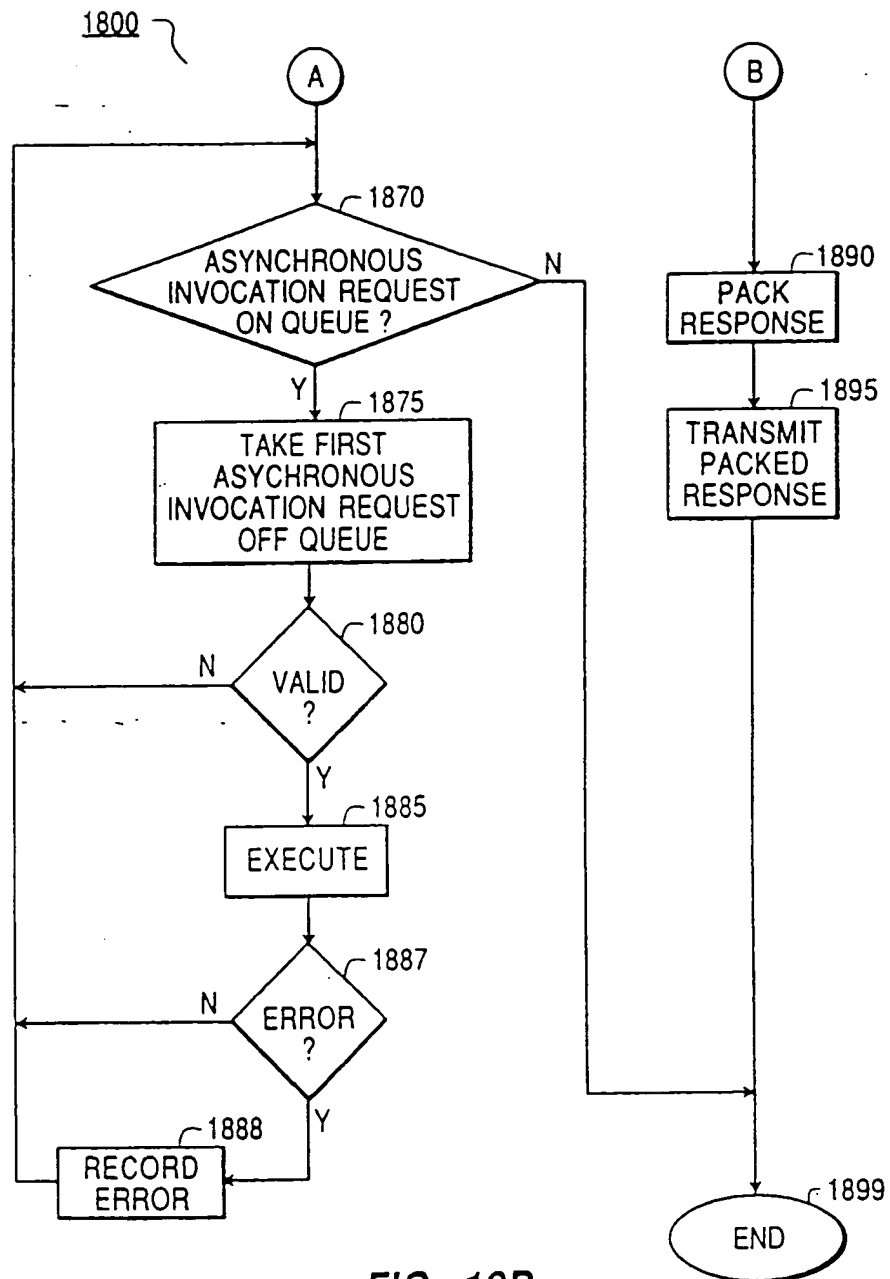 1800
A
B
1870
ASYNCHRONOUS
INVOCATION REQUEST
ON QUEUE ?
N
Y
1875
TAKE FIRST
ASYCHRONOUS
INVOCATION REQUEST
OFF QUEUE
1880
VALID
?
N
Y
1885
EXECUTE
1887
ERROR
?
N
Y
1888
RECORD
ERROR
1890
PACK
RESPONSE
1895
TRANSMIT
PACKED
RESPONSE
1899
END